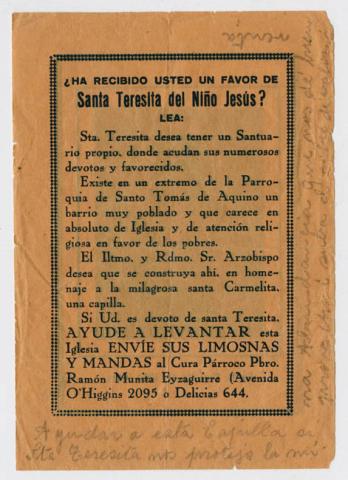 ¿HA RECIBIDO USTED UN FAVOR DE
Santa Teresita del Niño Jesús?
LEA:
Sta. Teresita desea tener un Santua-
rio propio, donde acudan sus numerosos
devotos y favorecidos.
Existe en un extremo de la Parro-
quia de Santo Tomás de Aquino un
barrio muy poblado y que carece en
absoluto de Iglesia y de atención reli-
giosa en favor de los pobres.
El Iltmo. y Rdmo. Sr. Arzobispo
desea que se construya ahí, en home-
naje a la milagrosa santa Carmelita,
una capilla.
Si Ud. es devoto de santa Teresita,
AYUDE A LEVANTAR esta
Iglesia ENVÍE SUS LIMOSNAS
Y MANDAS al Cura Párroco Pbro.
Ramón Munita Eyzaguirre (Avenida
O'Higgins 2095 o Delicias 644.
Ayudar a esta Capilla si
Sta Teresita nos proteje la mi-